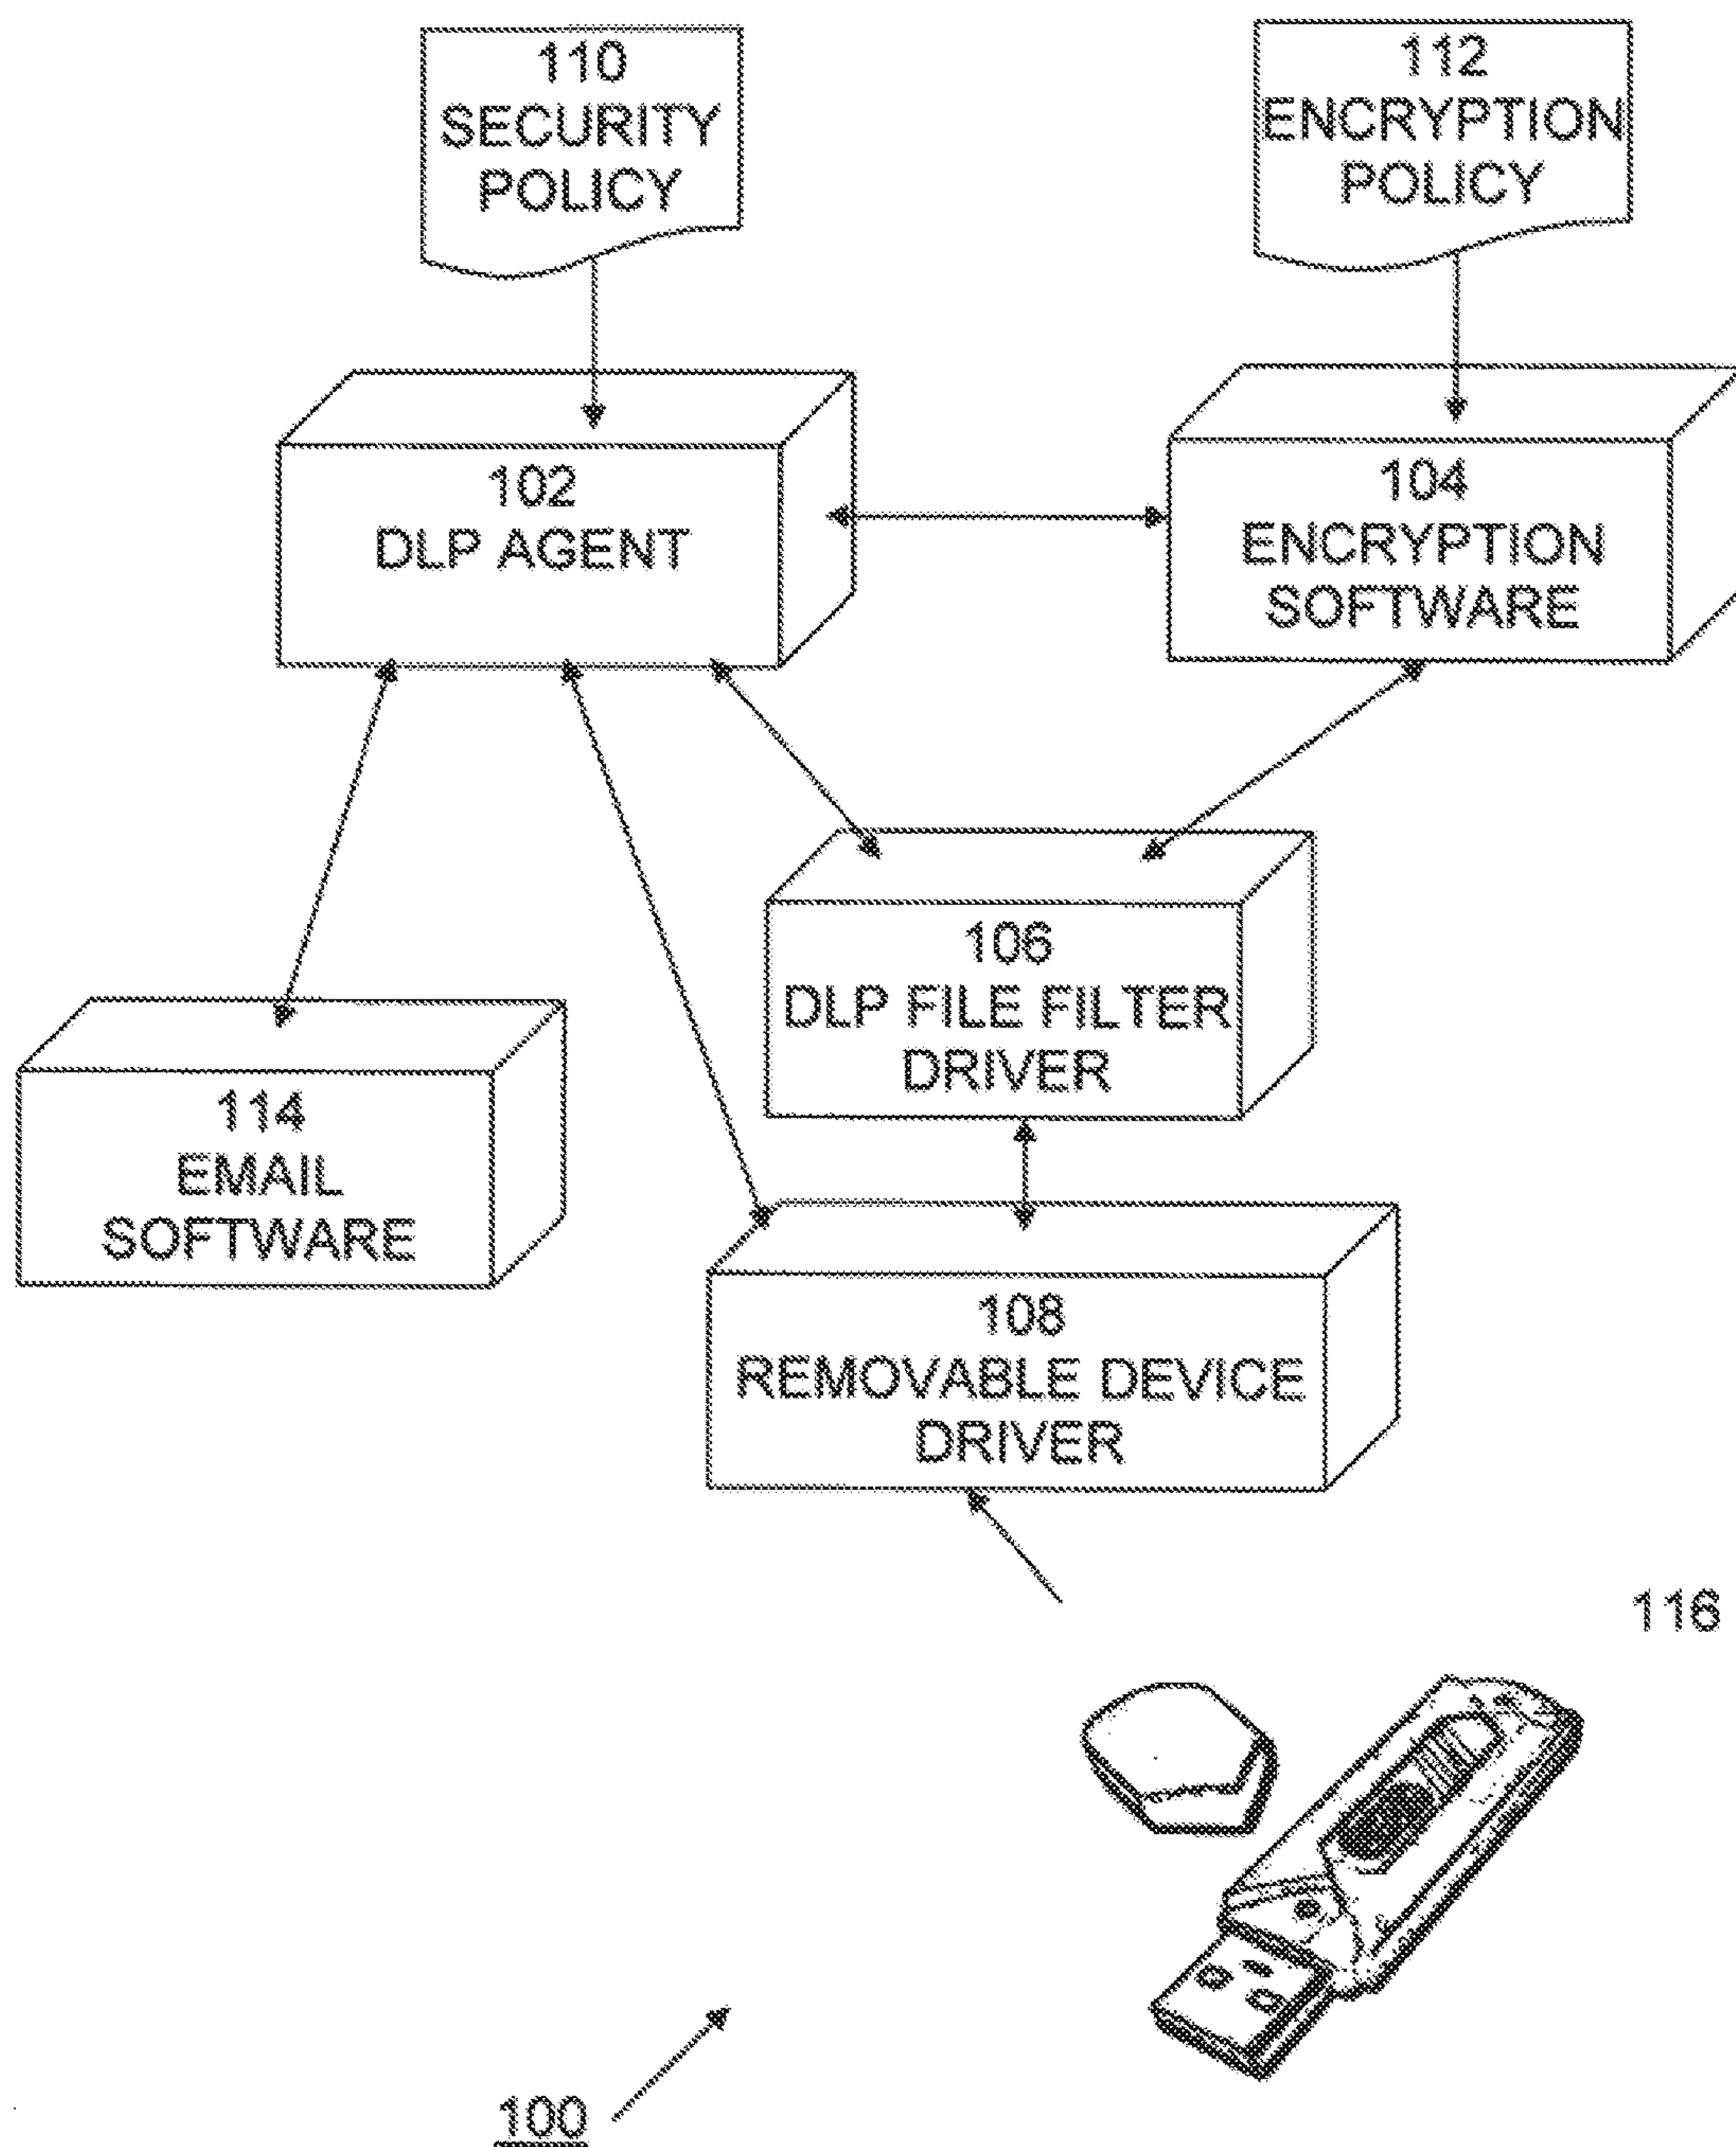 110
SECURITY
POLICY
112
ENCRYPTION
POLICY
102
DLP AGENT
104
ENCRYPTION
SOFTWARE
106
DLP FILE FILTER
DRIVER
114
EMAIL
SOFTWARE
108
REMOVABLE DEVICE
DRIVER
116
100